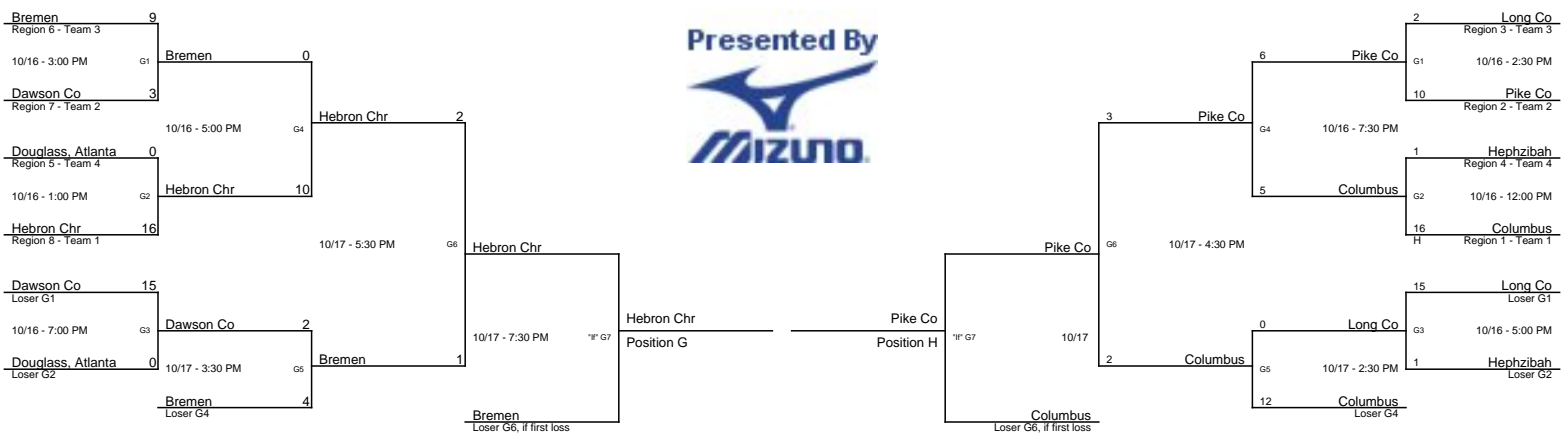 Bremen 9
Region 6 - Team 3
10/16 - 3:00 PM G1
Bremen 0
Dawson Co 3
Region 7 - Team 2
10/16 - 5:00 PM G4
Hebron Chr 2
Douglass, Atlanta 0
Region 5 - Team 4
10/16 - 1:00 PM G2
Hebron Chr 10
Hebron Chr 16
Region 8 - Team 1
10/17 - 5:30 PM G6
Hebron Chr
Dawson Co 15
Loser G1
10/16 - 7:00 PM G3
Dawson Co 2
Douglass, Atlanta 0
Loser G2
10/17 - 3:30 PM G5
Bremen 1
Bremen 4
Loser G4
10/17 - 7:30 PM "If" G7
Bremen
Loser G6, if first loss
Hebron Chr
Position G
Presented By
MIZUNO
Pike Co
Position H
"If" G7 10/17
Pike Co
Columbus
Loser G6, if first loss
3 Pike Co
G6 10/17 - 4:30 PM
2 Columbus
6 Pike Co
G4 10/16 - 7:30 PM
5 Columbus
0 Long Co
G5 10/17 - 2:30 PM
12 Columbus
Loser G4
2 Long Co
Region 3 - Team 3
G1 10/16 - 2:30 PM
10 Pike Co
Region 2 - Team 2
1 Hephzibah
Region 4 - Team 4
G2 10/16 - 12:00 PM
16 Columbus
H Region 1 - Team 1
15 Long Co
Loser G1
G3 10/16 - 5:00 PM
1 Hephzibah
Loser G2